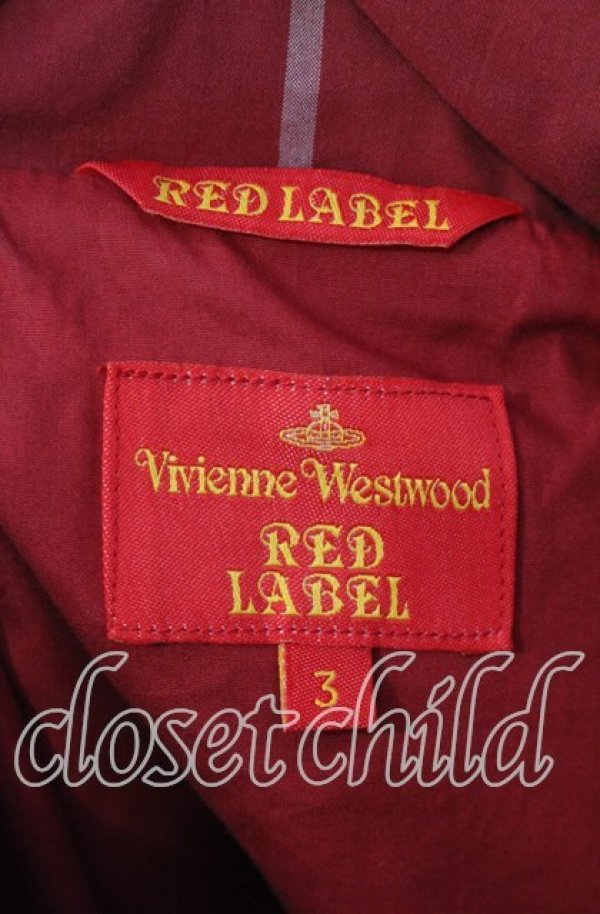 RED LABEL
Vivienne Westwood
RED
LABEL
3
closet child